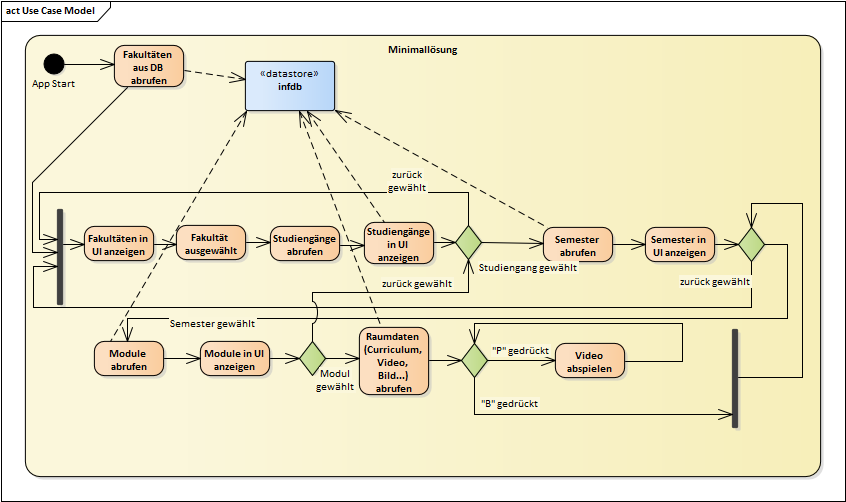 act Use Case Model
Minimallösung
App Start
Fakultäten
aus DB
abrufen
«datastore»
infdb
zurück
gewählt
Fakultäten in
UI anzeigen
Fakultät
ausgewählt
Studiengänge
abrufen
Studiengänge
in UI
anzeigen
Studiengang gewählt
Semester
abrufen
Semester in
UI anzeigen
zurück gewählt
zurück gewählt
Semester gewählt
Module
abrufen
Module in UI
anzeigen
Modul
gewählt
Raumdaten
(Curriculum,
Video,
Bild...)
abrufen
"P" gedrückt
Video
abspielen
"B" gedrückt